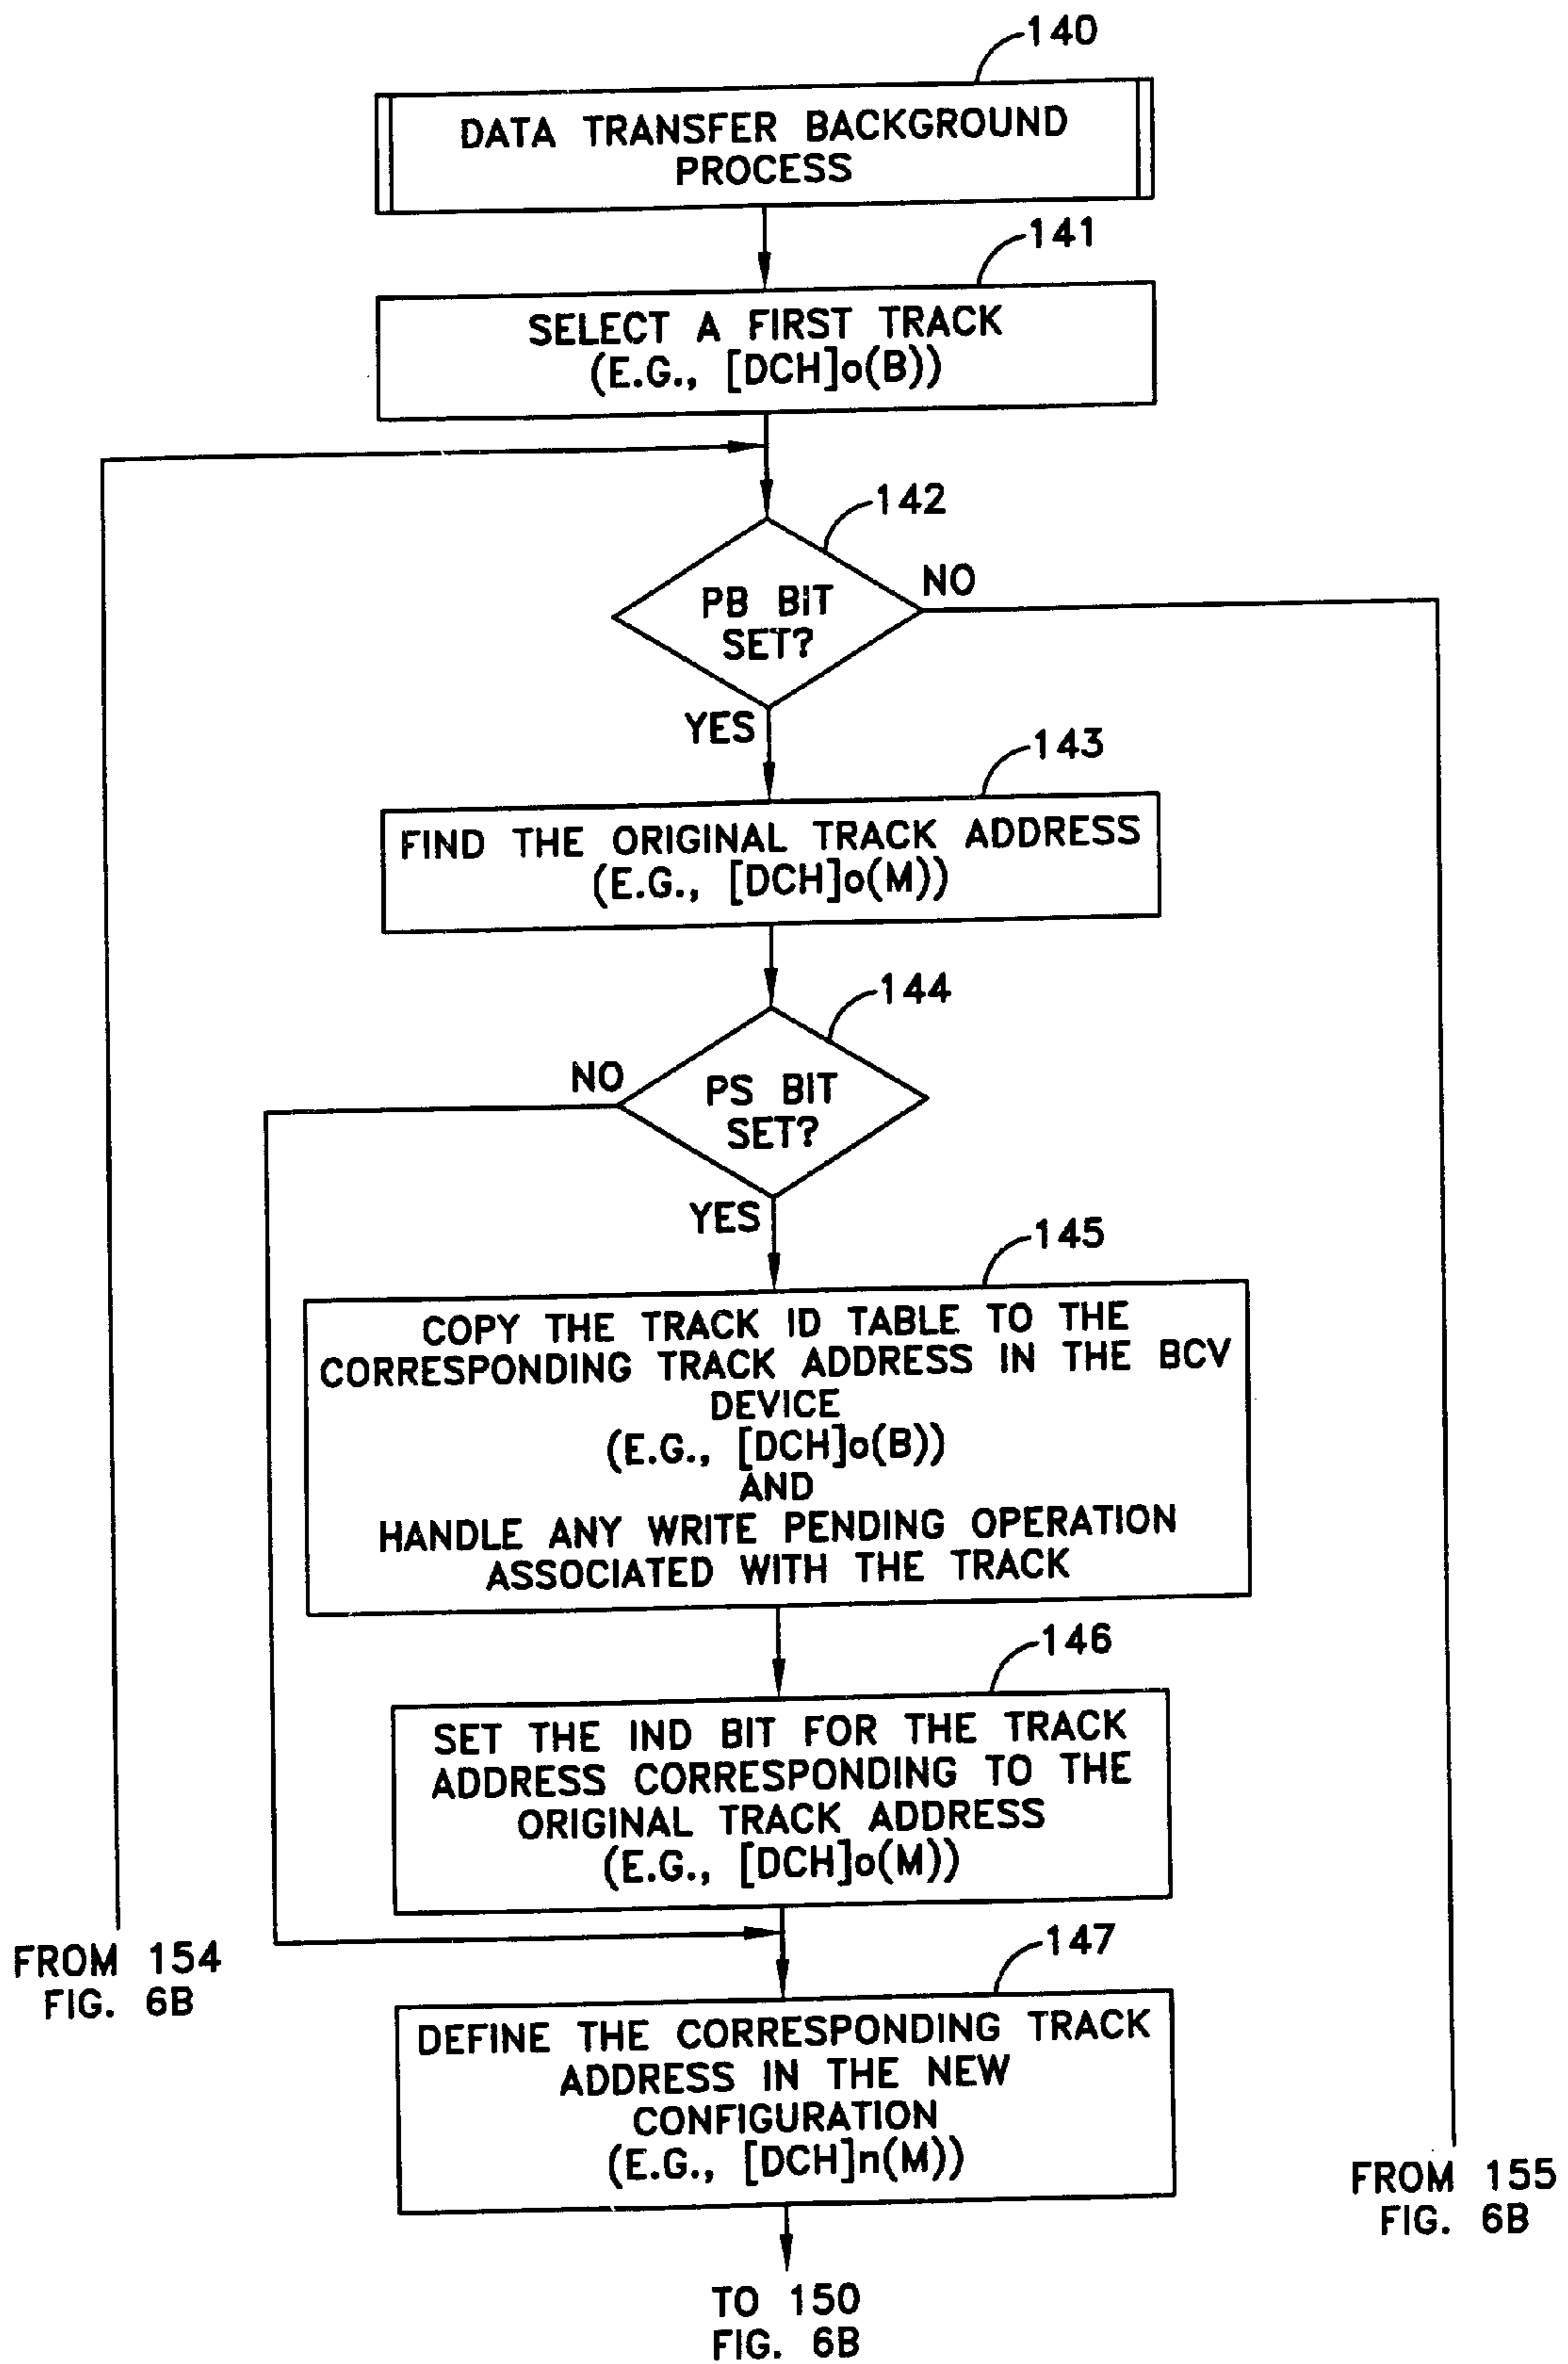 140
DATA TRANSFER BACKGROUND
PROCESS
141
SELECT A FIRST TRACK
(E.G., [DCH]o(B))
142
PB BIT
SET?
NO
YES
143
FIND THE ORIGINAL TRACK ADDRESS
(E.G., [DCH]o(M))
144
NO
PS BIT
SET?
YES
145
COPY THE TRACK ID TABLE TO THE
CORRESPONDING TRACK ADDRESS IN THE BCV
DEVICE
(E.G., [DCH]o(B))
AND
HANDLE ANY WRITE PENDING OPERATION
ASSOCIATED WITH THE TRACK
146
SET THE IND BIT FOR THE TRACK
ADDRESS CORRESPONDING TO THE
ORIGINAL TRACK ADDRESS
(E.G., [DCH]o(M))
FROM 154
FIG. 6B
147
DEFINE THE CORRESPONDING TRACK
ADDRESS IN THE NEW
CONFIGURATION
(E.G., [DCH]n(M))
FROM 155
FIG. 6B
TO 150
FIG. 6B